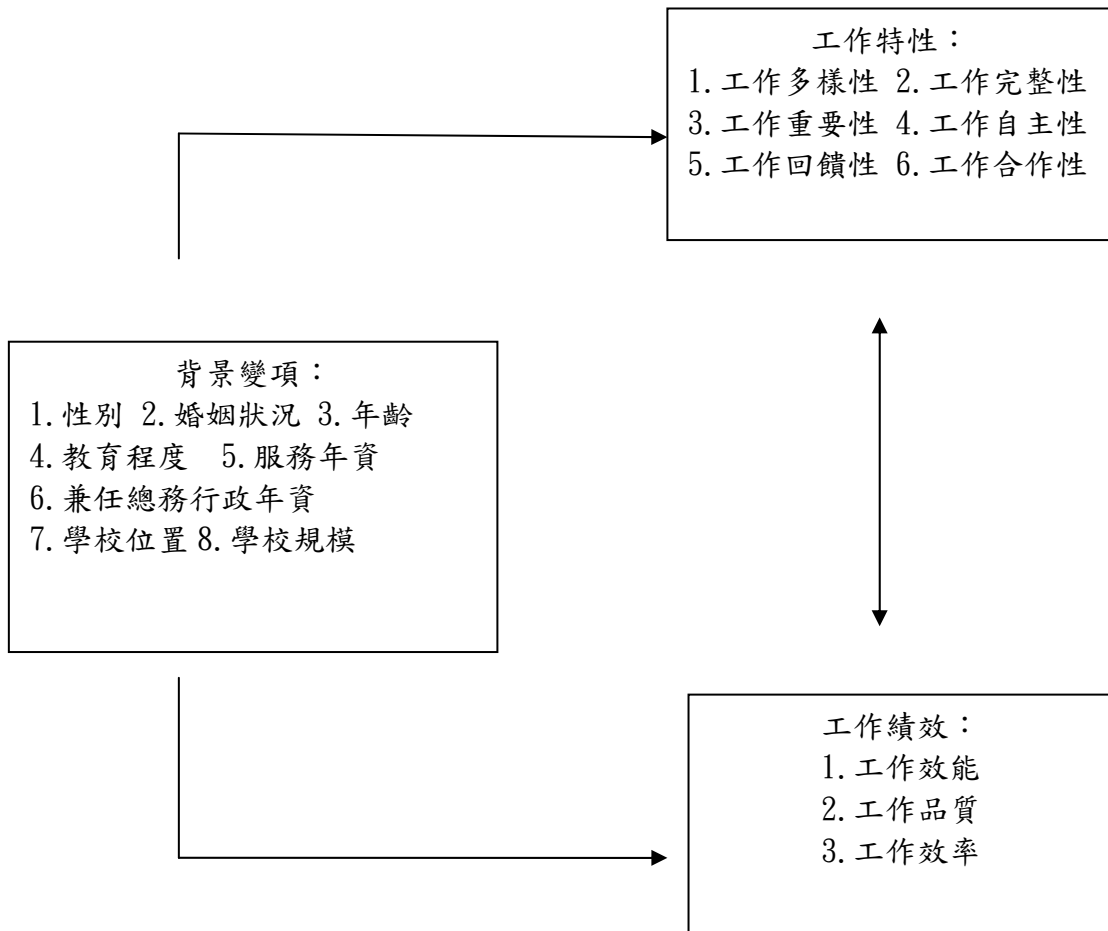 工作特性：
1.工作多樣性 2.工作完整性
3.工作重要性 4.工作自主性
5.工作回饋性 6.工作合作性
背景變項：
1.性別 2.婚姻狀況 3.年齡
4.教育程度 5.服務年資
6.兼任總務行政年資
7.學校位置 8.學校規模
工作績效：
1.工作效能
2.工作品質
3.工作效率